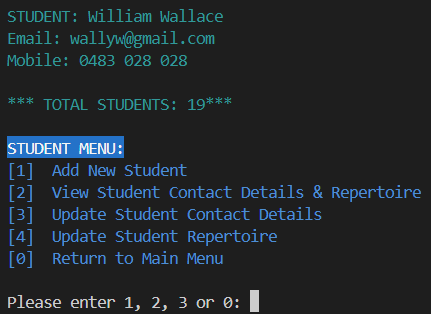 STUDENT: William Wallace
Email: wallyw@gmail.com
Mobile: 0483 028 028
*** TOTAL STUDENTS: 19***
STUDENT MENU:
[1] Add New Student
[2] View Student Contact Details & Repertoire
[3] Update Student Contact Details
[4] Update Student Repertoire
[0] Return to Main Menu
Please enter 1, 2, 3 or 0: